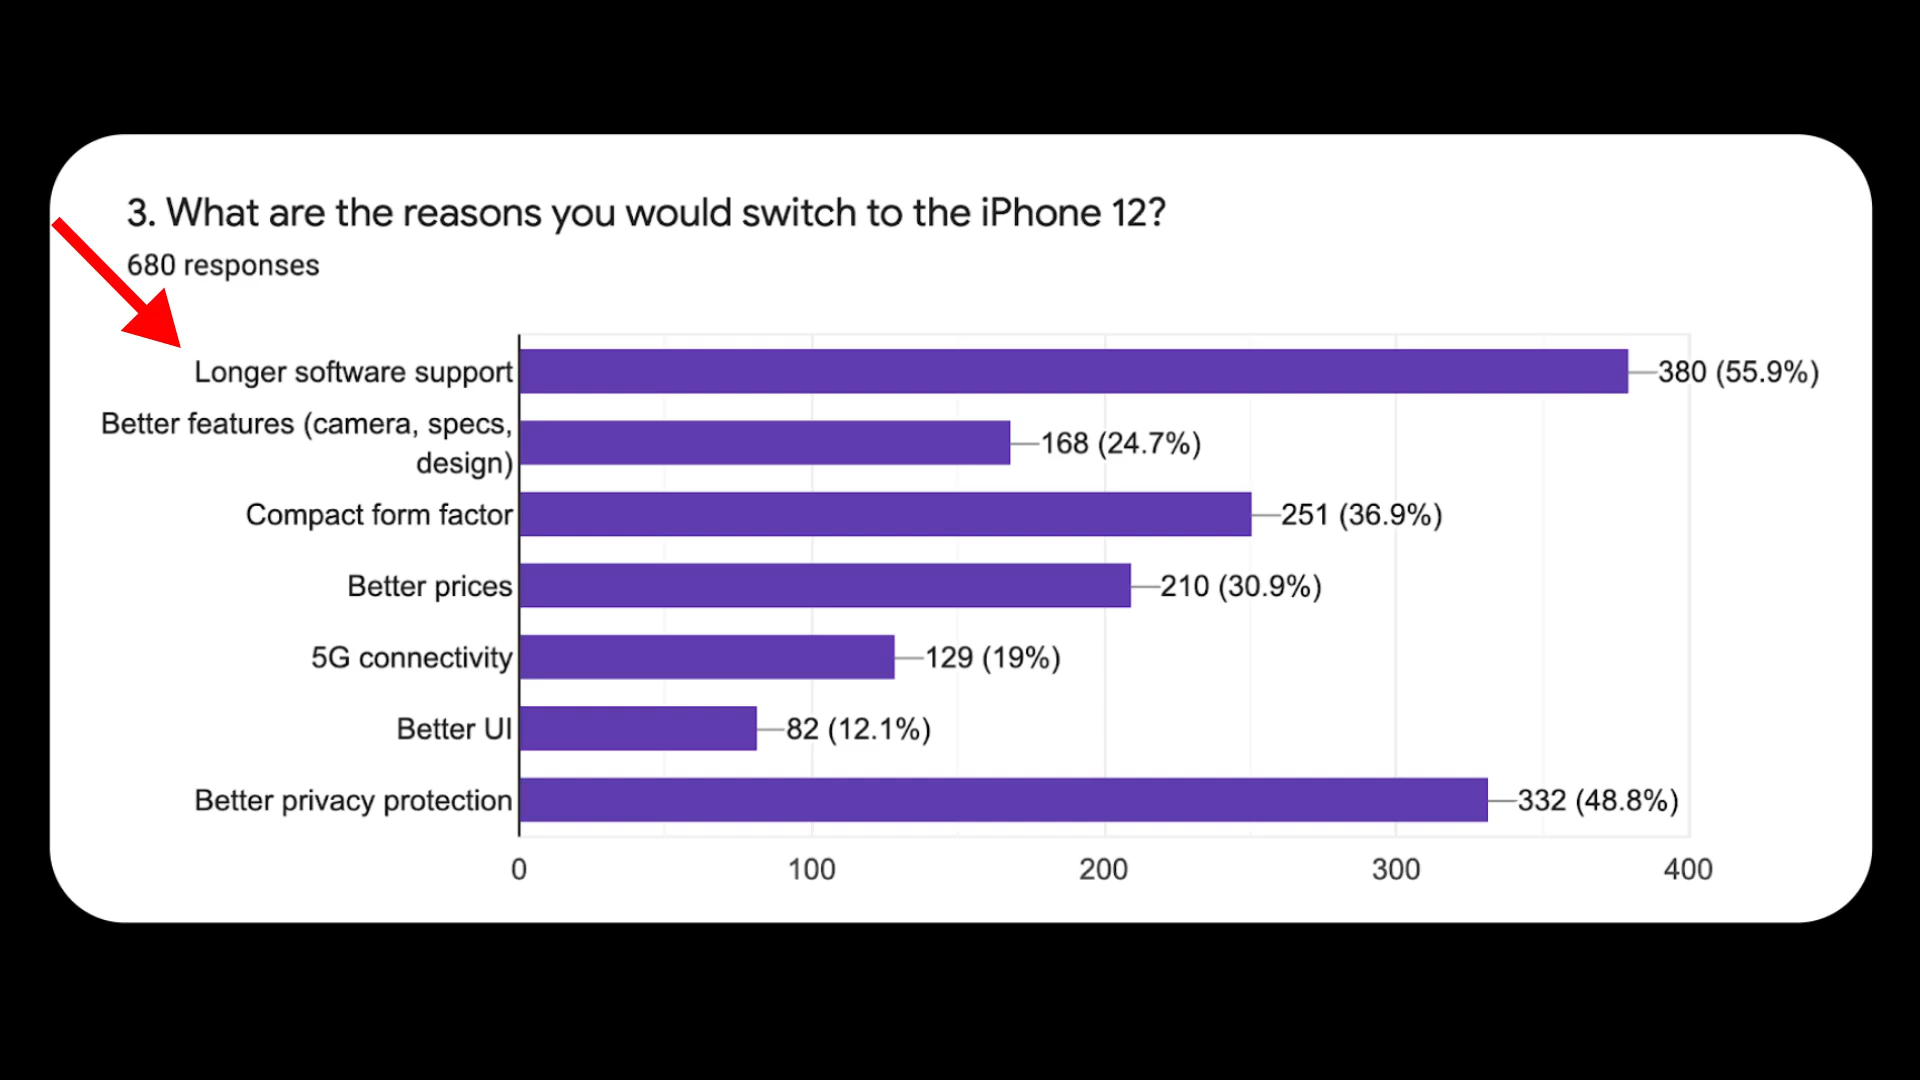 3. What are the reasons you would switch to the iPhone 12?
680 responses
Longer software support
380 (55.9%)
Better features (camera, specs,
design)
168 (24.7%)
Compact form factor
251 (36.9%)
Better prices
210 (30.9%)
5G connectivity
129 (19%)
Better UI
82 (12.1%)
Better privacy protection
332 (48.8%)
0 100 200 300 400